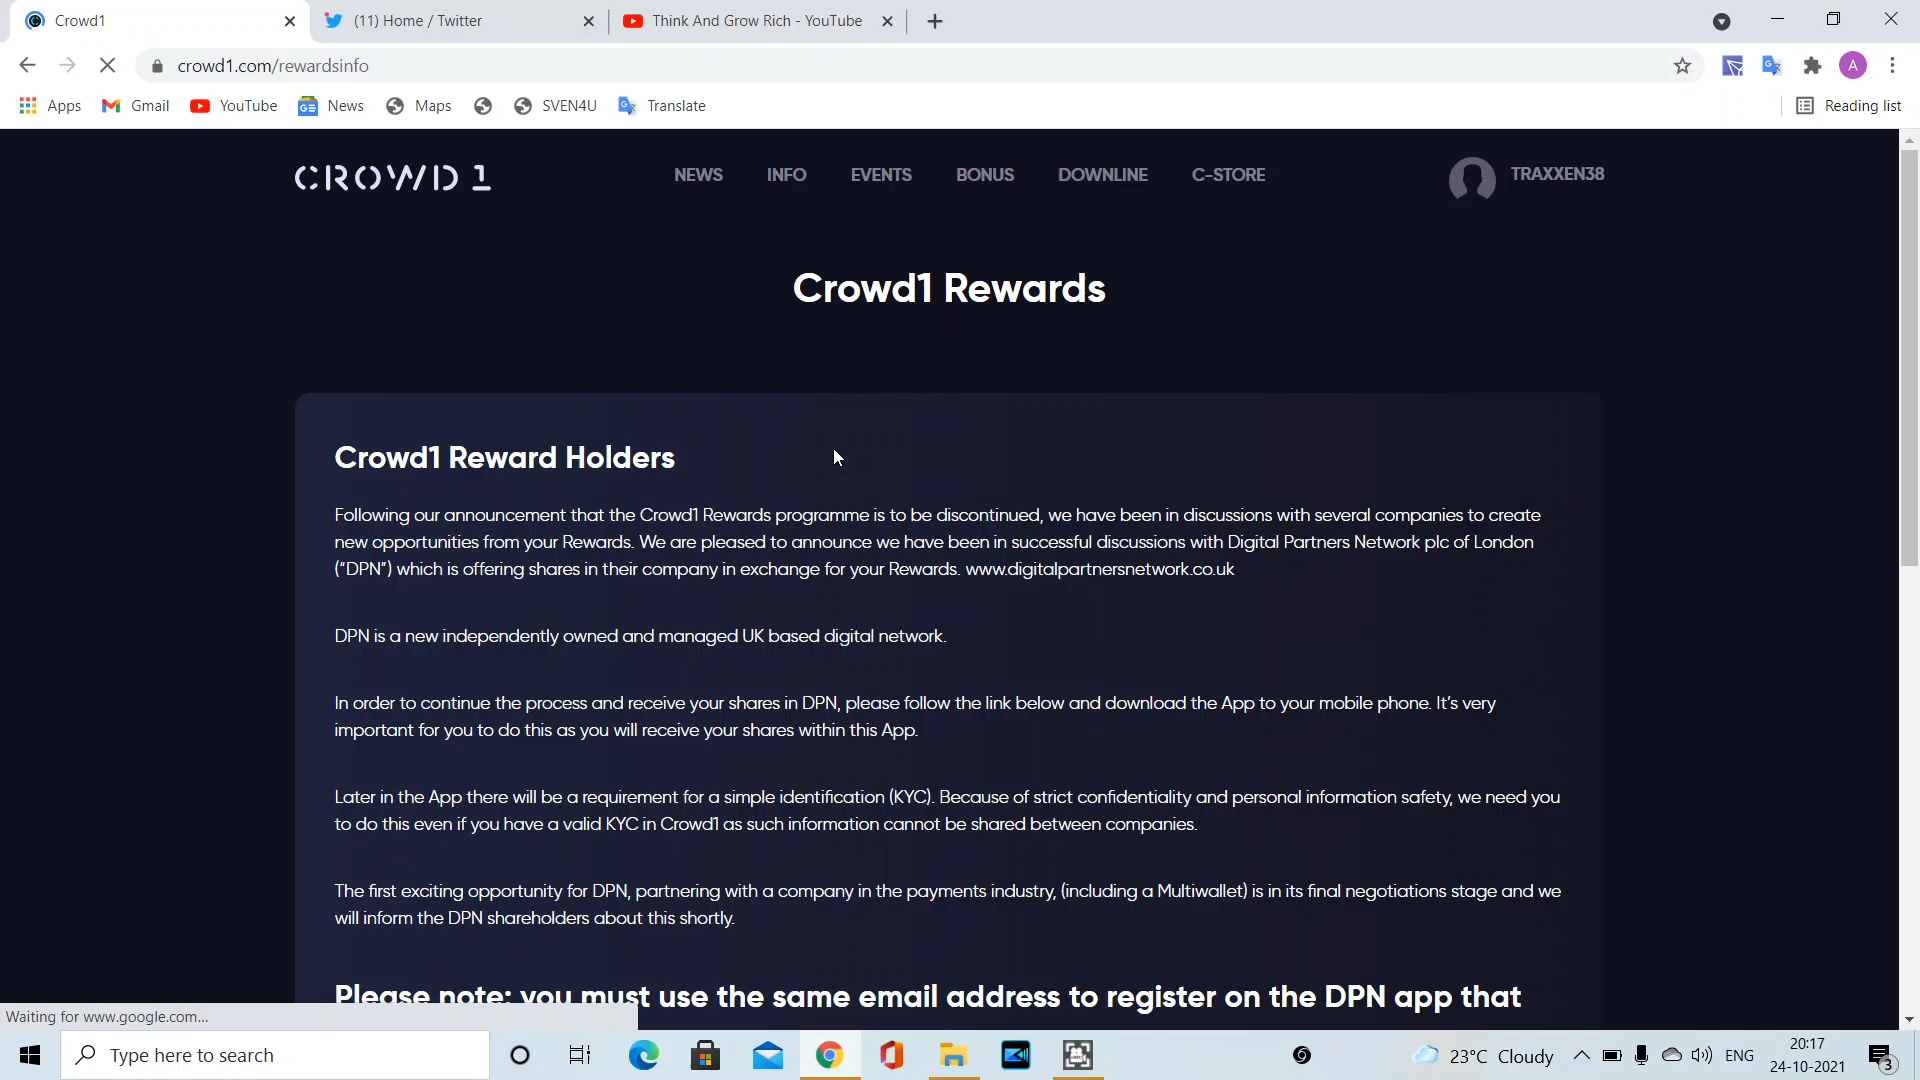 Crowd1
(11) Home / Twitter
Think And Grow Rich - YouTube
crowd1.com/rewardsinfo
A
Apps
Gmail
YouTube
News
Maps
SVEN4U
Translate
Reading list
CROWD 1
NEWS
INFO
EVENTS
BONUS
DOWNLINE
C-STORE
TRAXXEN38
Crowd1 Rewards
Crowd1 Reward Holders
Following our announcement that the Crowd1 Rewards programme is to be discontinued, we have been in discussions with several companies to create
new opportunities from your Rewards. We are pleased to announce we have been in successful discussions with Digital Partners Network plc of London
(“DPN”) which is offering shares in their company in exchange for your Rewards. www.digitalpartnersnetwork.co.uk
DPN is a new independently owned and managed UK based digital network.
In order to continue the process and receive your shares in DPN, please follow the link below and download the App to your mobile phone. It’s very
important for you to do this as you will receive your shares within this App.
Later in the App there will be a requirement for a simple identification (KYC). Because of strict confidentiality and personal information safety, we need you
to do this even if you have a valid KYC in Crowd1 as such information cannot be shared between companies.
The first exciting opportunity for DPN, partnering with a company in the payments industry, (including a Multiwallet) is in its final negotiations stage and we
will inform the DPN shareholders about this shortly.
Please note: you must use the same email address to register on the DPN app that
Waiting for www.google.com...
Type here to search
23°C Cloudy
ENG
20:17
24-10-2021
3